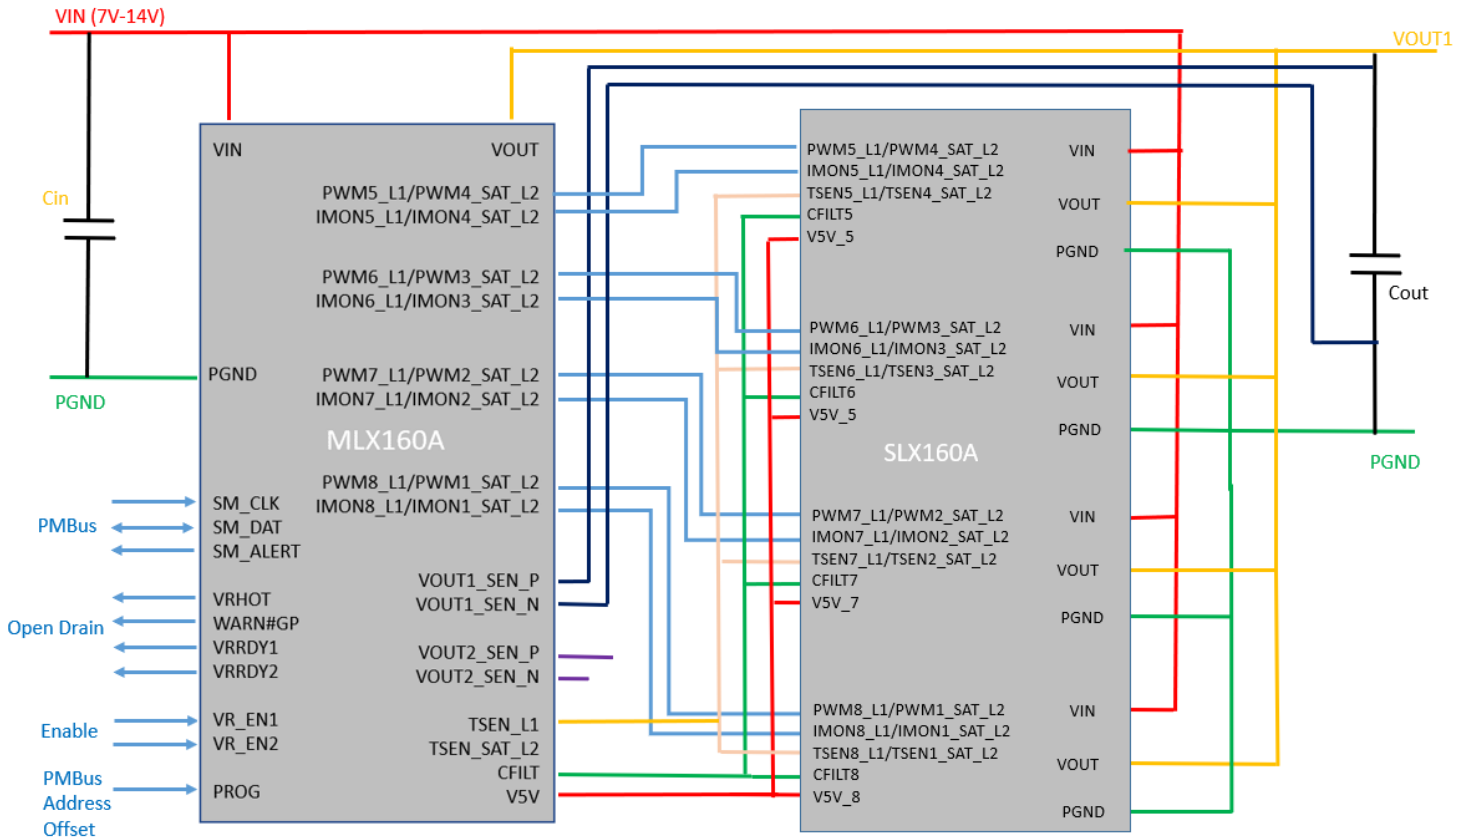 VIN (7V-14V)
VOUT1
Cin
Cout
PGND
PGND
PMBus
Open Drain
Enable
PMBus
Address
Offset
VIN
VOUT
PWM5_L1/PWM4_SAT_L2
IMON5_L1/IMON4_SAT_L2
PWM6_L1/PWM3_SAT_L2
IMON6_L1/IMON3_SAT_L2
PGND
PWM7_L1/PWM2_SAT_L2
IMON7_L1/IMON2_SAT_L2
MLX160A
PWM8_L1/PWM1_SAT_L2
IMON8_L1/IMON1_SAT_L2
SM_CLK
SM_DAT
SM_ALERT
VOUT1_SEN_P
VOUT1_SEN_N
VRHOT
WARN#GP
VRRDY1
VRRDY2
VOUT2_SEN_P
VOUT2_SEN_N
VR_EN1
VR_EN2
TSEN_L1
TSEN_SAT_L2
CFILT
V5V
PROG
PWM5_L1/PWM4_SAT_L2
IMON5_L1/IMON4_SAT_L2
TSEN5_L1/TSEN4_SAT_L2
CFILT5
V5V_5
VIN
VOUT
PGND
PWM6_L1/PWM3_SAT_L2
IMON6_L1/IMON3_SAT_L2
TSEN6_L1/TSEN3_SAT_L2
CFILT6
V5V_5
VIN
VOUT
PGND
SLX160A
PWM7_L1/PWM2_SAT_L2
IMON7_L1/IMON2_SAT_L2
TSEN7_L1/TSEN2_SAT_L2
CFILT7
V5V_7
VIN
VOUT
PGND
PWM8_L1/PWM1_SAT_L2
IMON8_L1/IMON1_SAT_L2
TSEN8_L1/TSEN1_SAT_L2
CFILT8
V5V_8
VIN
VOUT
PGND